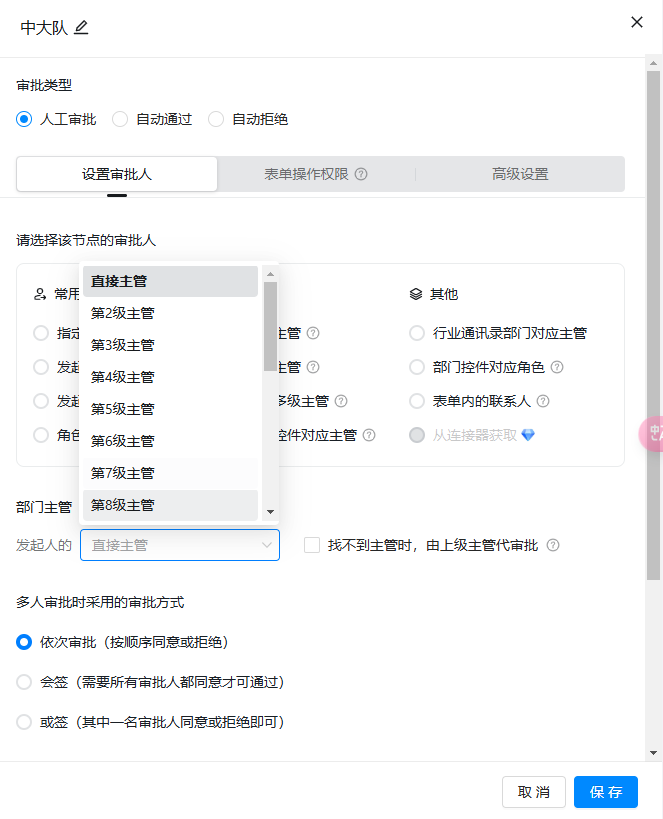 中大队
审批类型
人工审批 自动通过 自动拒绝
设置审批人 表单操作权限 高级设置
请选择该节点的审批人
常用
其他
直接主管
第2级主管
第3级主管
第4级主管
第5级主管
第6级主管
第7级主管
第8级主管
指定
主管
行业通讯录部门对应主管
发起
主管
部门控件对应角色
发起
多级主管
表单内的联系人
角色
控件对应主管
从连接器获取
部门主管
发起人的 直接主管 找不到主管时，由上级主管代审批
多人审批时采用的审批方式
依次审批（按顺序同意或拒绝）
会签（需要所有审批人都同意才可通过）
或签（其中一名审批人同意或拒绝即可）
取消 保存